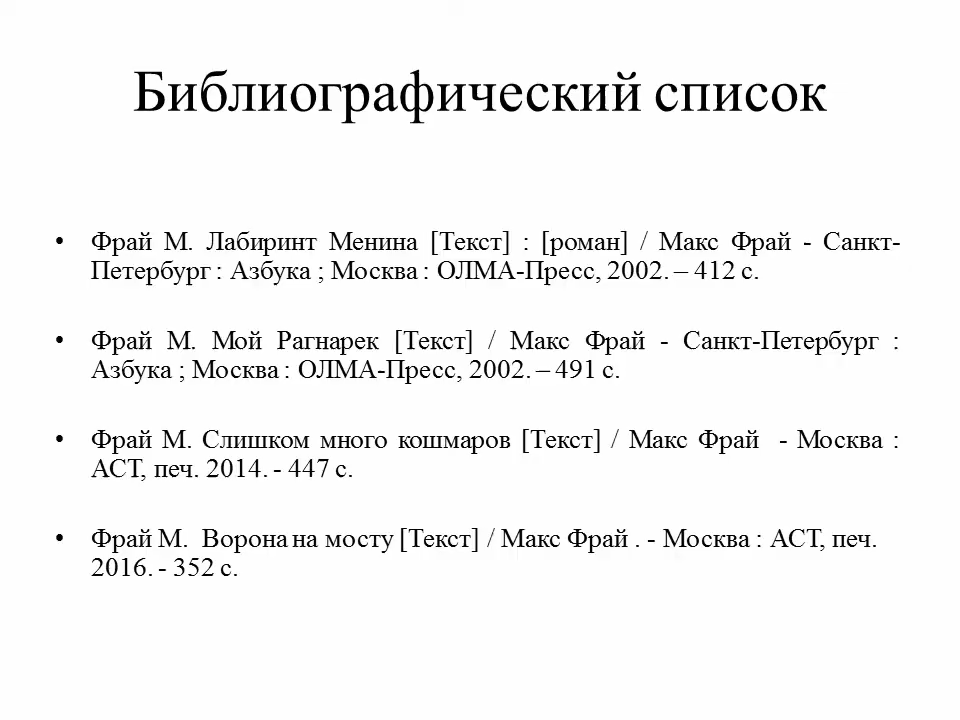 Библиографический список
• Фрай М. Лабиринт Менина [Текст] : [роман] / Макс Фрай - Санкт-
Петербург : Азбука ; Москва : ОЛМА-Пресс, 2002. – 412 с.
• Фрай М. Мой Рагнарек [Текст] / Макс Фрай - Санкт-Петербург :
Азбука ; Москва : ОЛМА-Пресс, 2002. – 491 с.
• Фрай М. Слишком много кошмаров [Текст] / Макс Фрай  - Москва :
АСТ, печ. 2014. - 447 с.
• Фрай М.  Ворона на мосту [Текст] / Макс Фрай . - Москва : АСТ, печ.
2016. - 352 с.